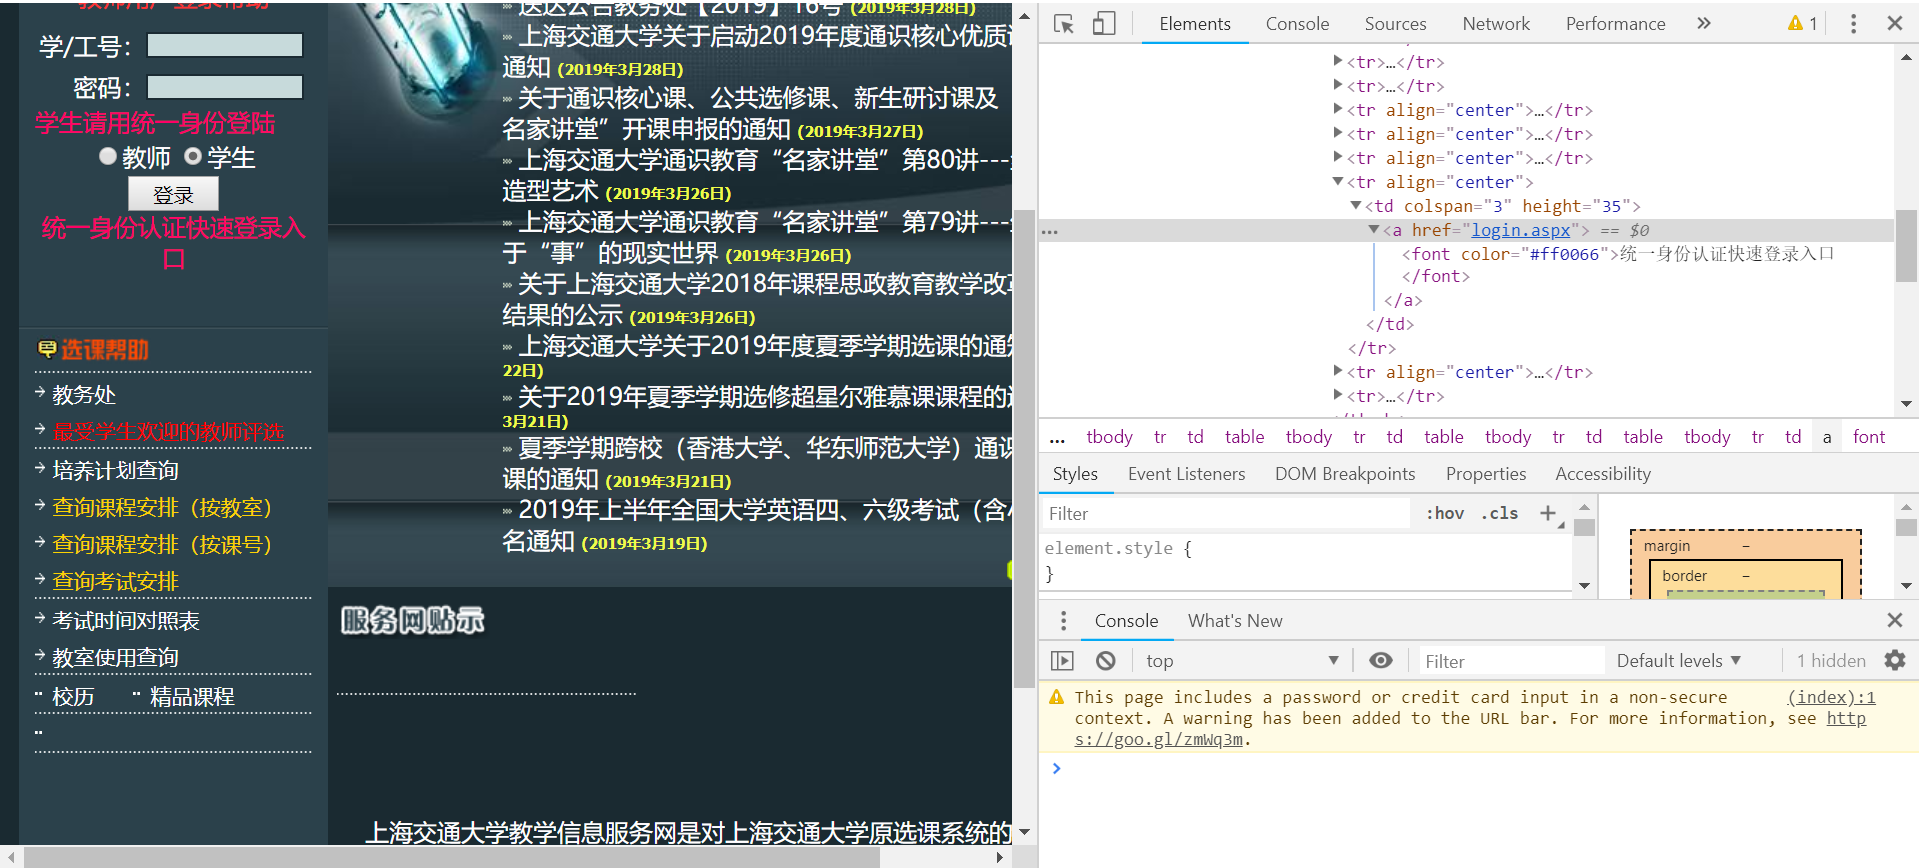 教师用户登录帮助
学/工号：
密码：
学生请用统一身份登陆
教师 学生
登录
统一身份认证快速登录入
口
选课帮助
教务处
最受学生欢迎的教师评选
培养计划查询
查询课程安排（按教室）
查询课程安排（按课号）
查询考试安排
考试时间对照表
教室使用查询
校历 精品课程
送达公告教务处【2019】16号 (2019年3月28日)
上海交通大学关于启动2019年度通识核心优质
通知 (2019年3月28日)
关于通识核心课、公共选修课、新生研讨课及
名家讲堂”开课申报的通知 (2019年3月27日)
上海交通大学通识教育“名家讲堂”第80讲---
造型艺术 (2019年3月26日)
上海交通大学通识教育“名家讲堂”第79讲---
于“事”的现实世界 (2019年3月26日)
关于上海交通大学2018年课程思政教育教学改革
结果的公示 (2019年3月26日)
上海交通大学关于2019年度夏季学期选课的通知
22日)
关于2019年夏季学期选修超星尔雅慕课课程的
3月21日)
夏季学期跨校（香港大学、华东师范大学）通识
课的通知 (2019年3月21日)
2019年上半年全国大学英语四、六级考试（含
名通知 (2019年3月19日)
服务网贴示
上海交通大学教学信息服务网是对上海交通大学原选课系统的
Elements Console Sources Network Performance » 1
<tr>…</tr>
<tr>…</tr>
<tr align="center">…</tr>
<tr align="center">…</tr>
<tr align="center">…</tr>
<tr align="center">
<td colspan="3" height="35">
… <a href="login.aspx"> == $0
<font color="#ff0066">统一身份认证快速登录入口
</font>
</a>
</td>
</tr>
<tr align="center">…</tr>
<tr>…</tr>
… tbody tr td table tbody tr td table tbody tr td table tbody tr td a font
Styles Event Listeners DOM Breakpoints Properties Accessibility
Filter :hov .cls +
element.style {
}
margin –
border –
Console What's New
top Filter Default levels ▼ 1 hidden
This page includes a password or credit card input in a non-secure (index):1
context. A warning has been added to the URL bar. For more information, see http
s://goo.gl/zmWq3m.